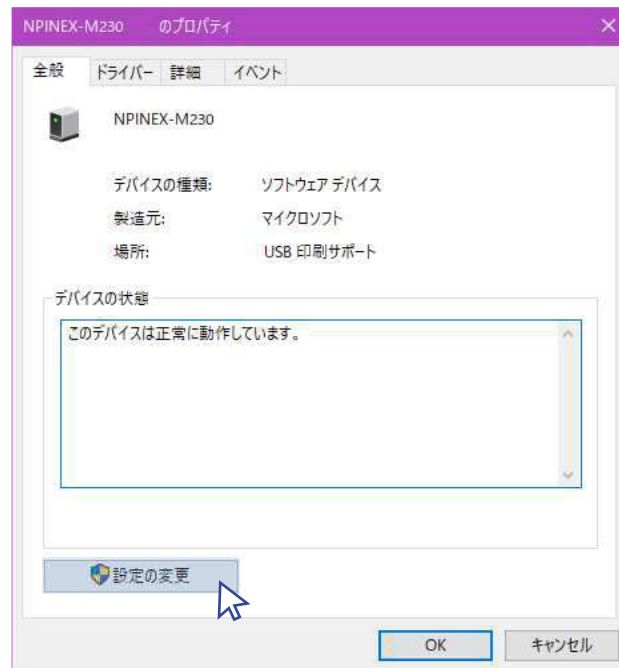 NPINEX-M230 のプロパティ
全般 ドライバー 詳細 イベント
NPINEX-M230
デバイスの種類: ソフトウェア デバイス
製造元: マイクロソフト
場所: USB 印刷サポート
デバイスの状態
このデバイスは正常に動作しています。
設定の変更
OK キャンセル